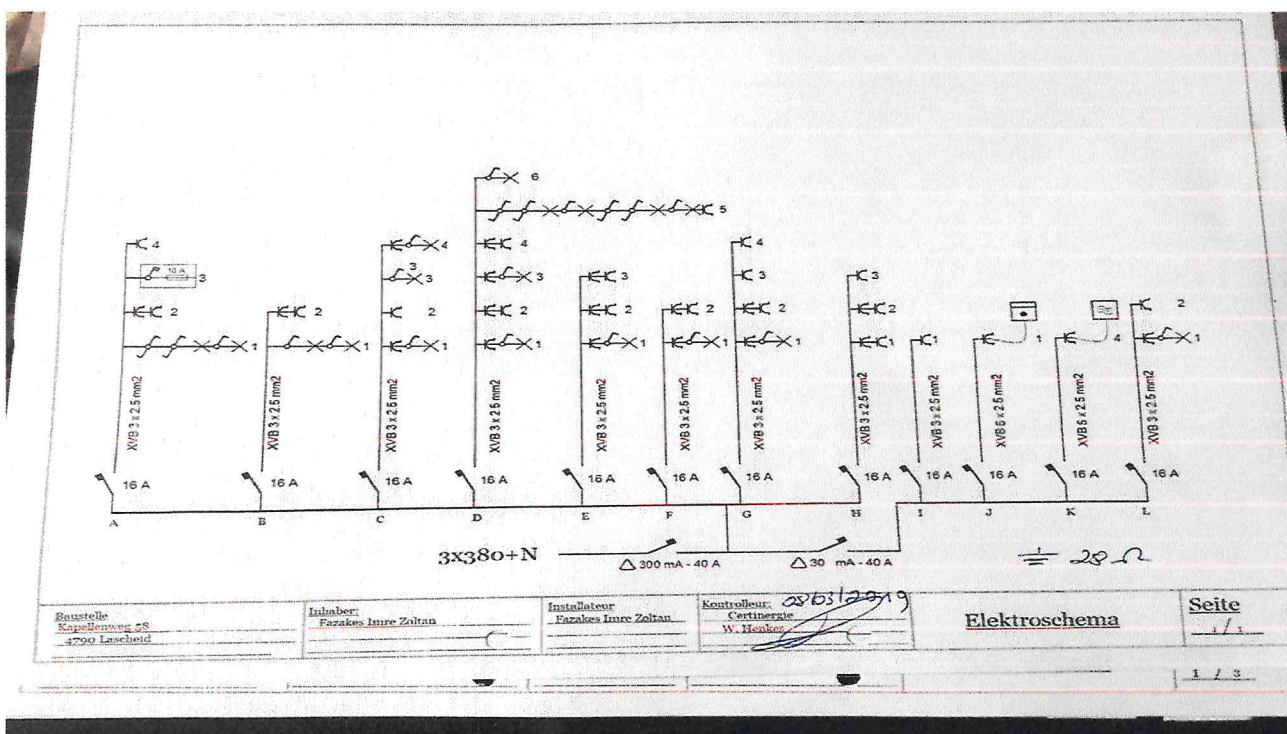 6
5
4 4 4 4
10 A 3 3 3 3 3 3 3
2 2 2 2 2 2 2 2 2
1 1 1 1 1 1 1 1 1 4 1
XVB 3 x 2.5 mm2 XVB 3 x 2.5 mm2 XVB 3 x 2.5 mm2 XVB 3 x 2.5 mm2 XVB 3 x 2.5 mm2 XVB 3 x 2.5 mm2 XVB 3 x 2.5 mm2 XVB 3 x 2.5 mm2 XVB 3 x 2.5 mm2 XVB 5 x 2.5 mm2 XVB 5 x 2.5 mm2 XVB 3 x 2.5 mm2
16 A 16 A 16 A 16 A 16 A 16 A 16 A 16 A 16 A 16 A 16 A 16 A
A B C D E F G H I J K L
3x380+N
300 mA - 40 A
30 mA - 40 A
28 Ω
Baustelle
Kapellenweg 58
4790 Lascheid
Inhaber:
Fazakes Imre Zoltan
Installateur
Fazakes Imre Zoltan
Kontrolleur:
Certinergie
W. Henkes
Elektroschema
Seite
1 / 1
1 / 3